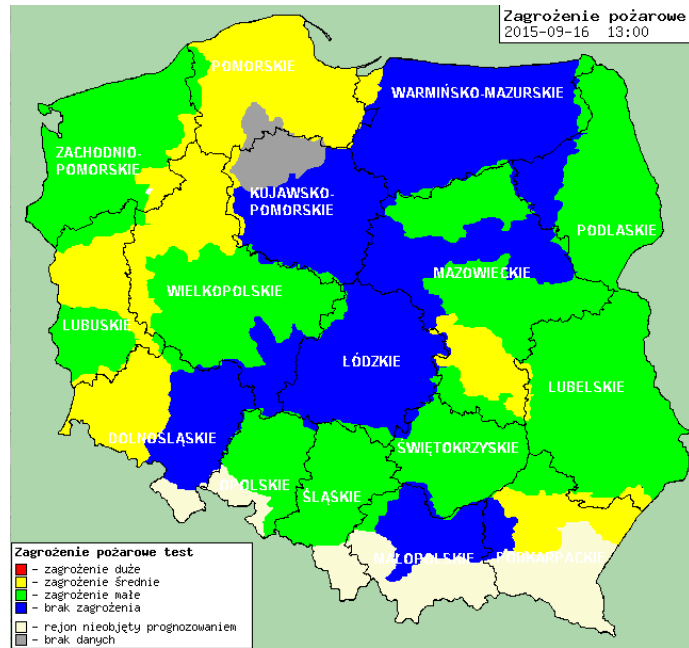 Zagrożenie pożarowe
2015-09-16 13:00
POMORSKIE
WARMIŃSKO-MAZURSKIE
ZACHODNIO-
POMORSKIE
KUJAWSKO-
POMORSKIE
PODLASKIE
MAZOWIECKIE
WIELKOPOLSKIE
LUBUSKIE
ŁÓDZKIE
LUBELSKIE
DOLNOŚLĄSKIE
ŚWIĘTOKRZYSKIE
OPOLSKIE
ŚLĄSKIE
MAŁOPOLSKIE
PODKARPACKIE
Zagrożenie pożarowe test
- zagrożenie duże
- zagrożenie średnie
- zagrożenie małe
- brak zagrożenia
- rejon nieobjęty prognozowaniem
- brak danych